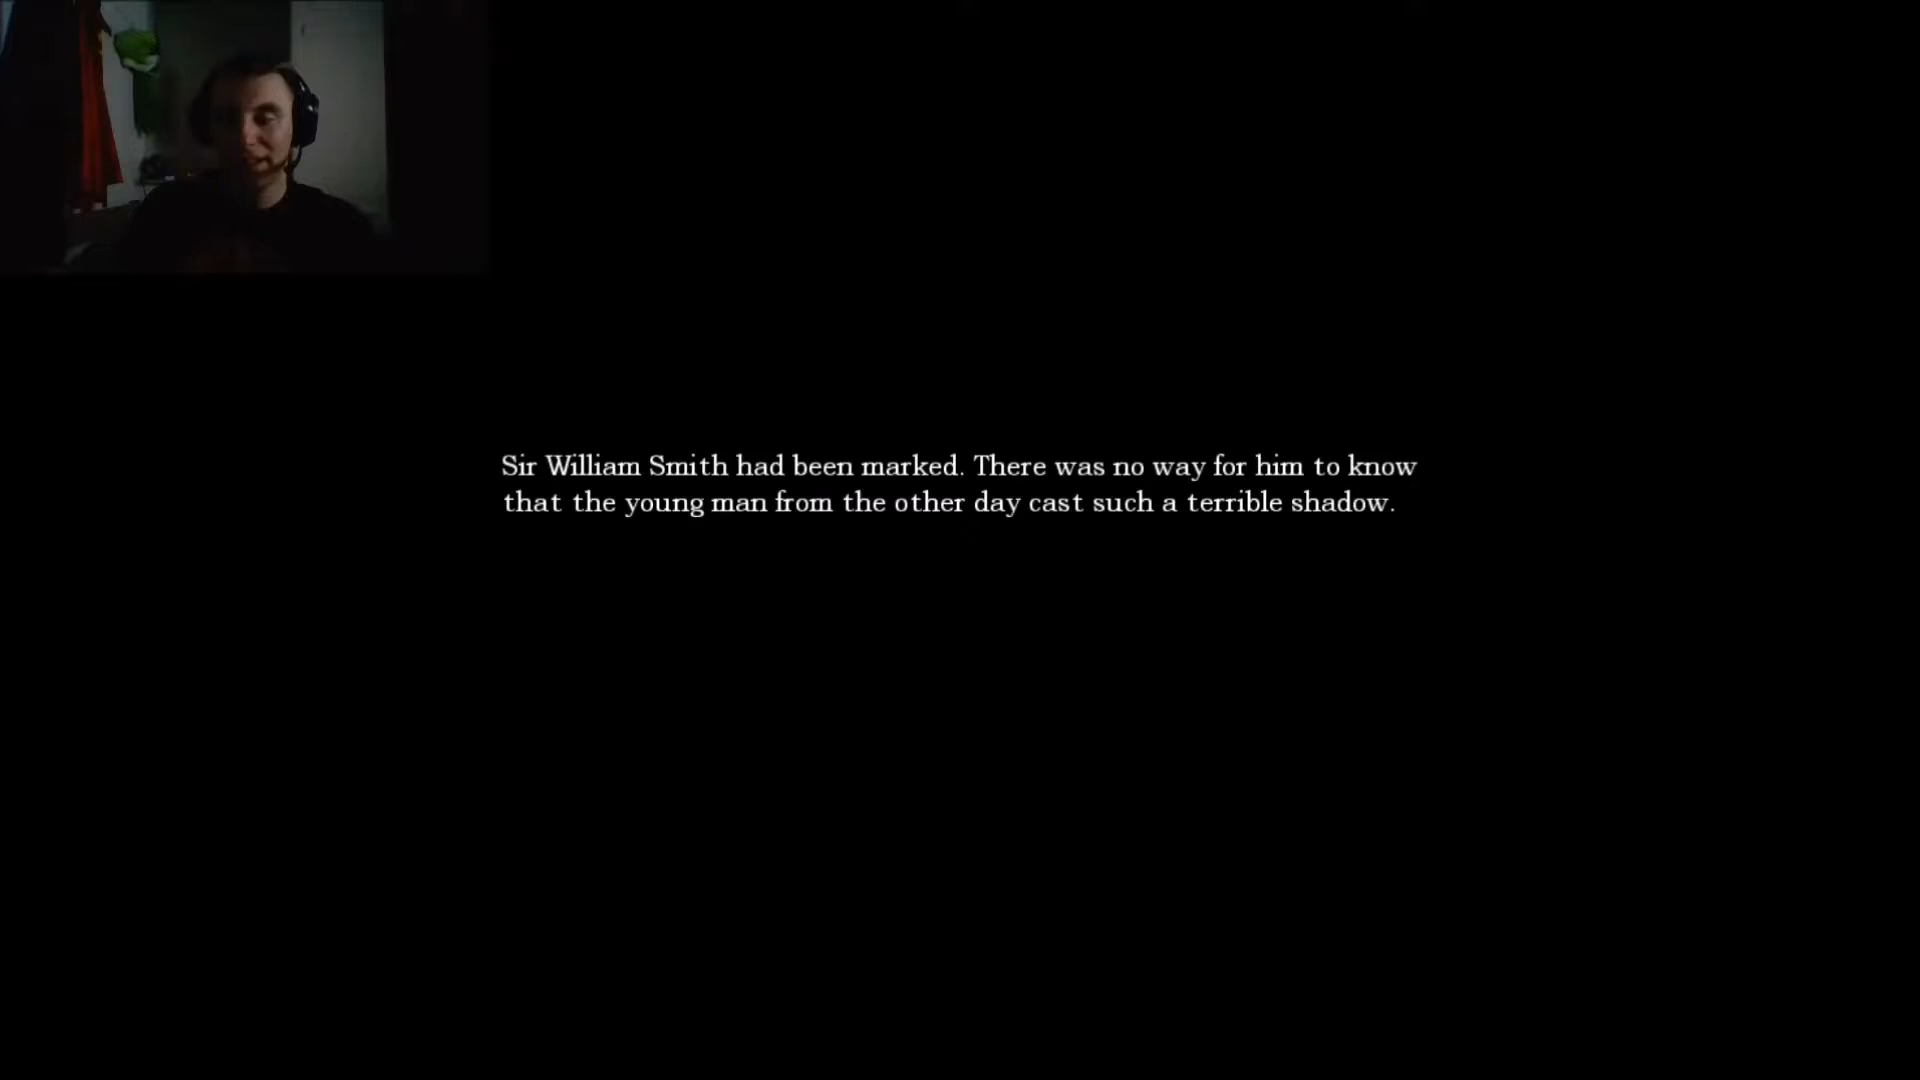 Sir William Smith had been marked. There was no way for him to know
that the young man from the other day cast such a terrible shadow.